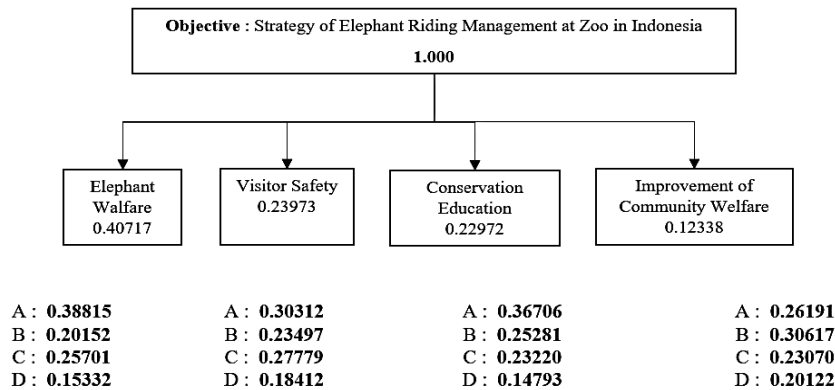 Objective : Strategy of Elephant Riding Management at Zoo in Indonesia
1.000
Elephant
Walfare
0.40717
Visitor Safety
0.23973
Conservation
Education
0.22972
Improvement of
Community Welfare
0.12338
A : 0.38815
B : 0.20152
C : 0.25701
D : 0.15332
A : 0.30312
B : 0.23497
C : 0.27779
D : 0.18412
A : 0.36706
B : 0.25281
C : 0.23220
D : 0.14793
A : 0.26191
B : 0.30617
C : 0.23070
D : 0.20122